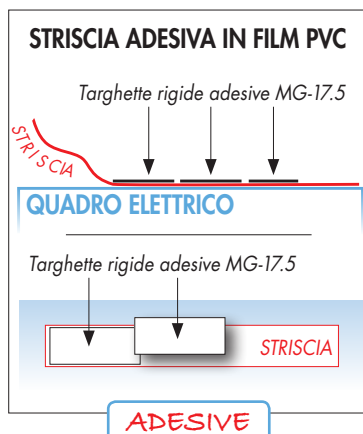 STRISCIA ADESIVA IN FILM PVC
Targhette rigide adesive MG-17.5
STRISCIA
QUADRO ELETTRICO
Targhette rigide adesive MG-17.5
STRISCIA
ADESIVE